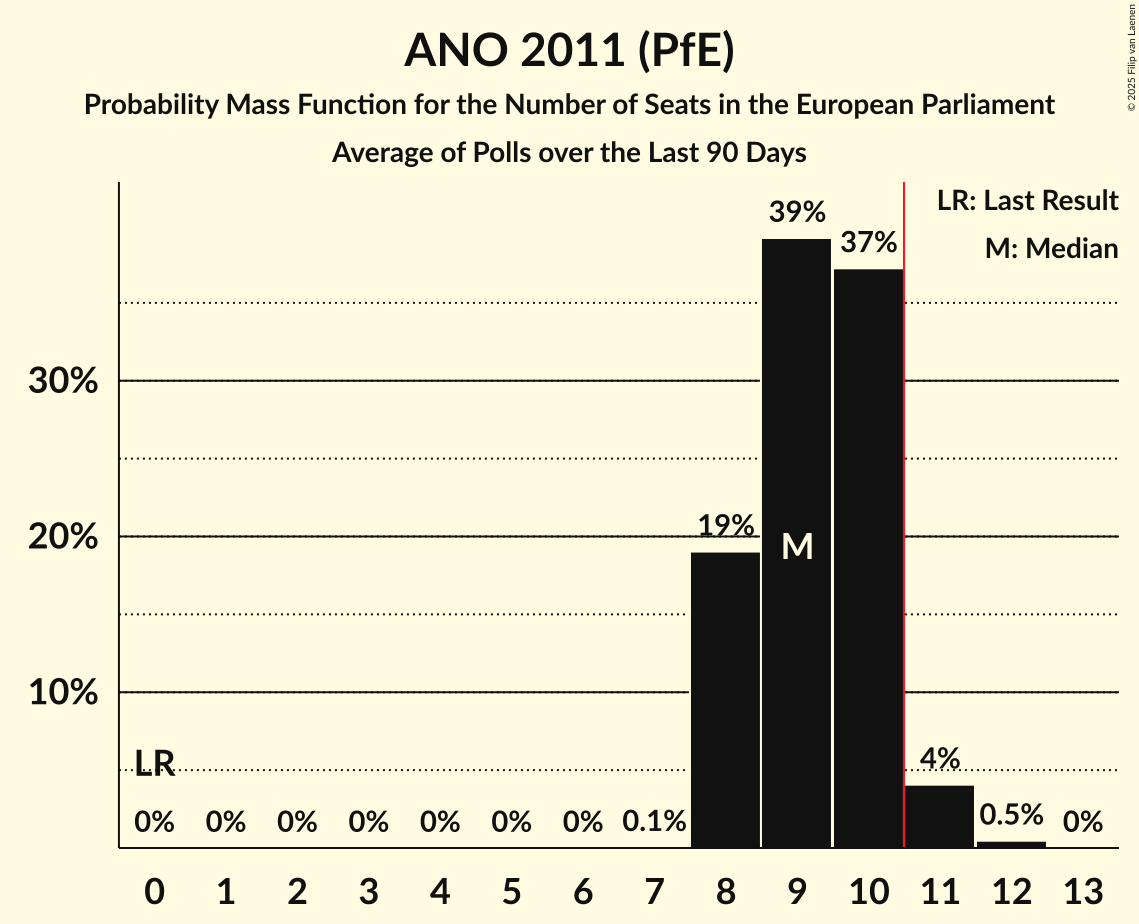 ANO 2011 (PfE)
Probability Mass Function for the Number of Seats in the European Parliament
Average of Polls over the Last 90 Days
© 2025 Filip van Laenen
LR: Last Result
M: Median
39%
37%
30%
19%
20%
M
10%
LR
4%
0% 0% 0% 0% 0% 0% 0% 0.1% 0.5% 0%
0 1 2 3 4 5 6 7 8 9 10 11 12 13